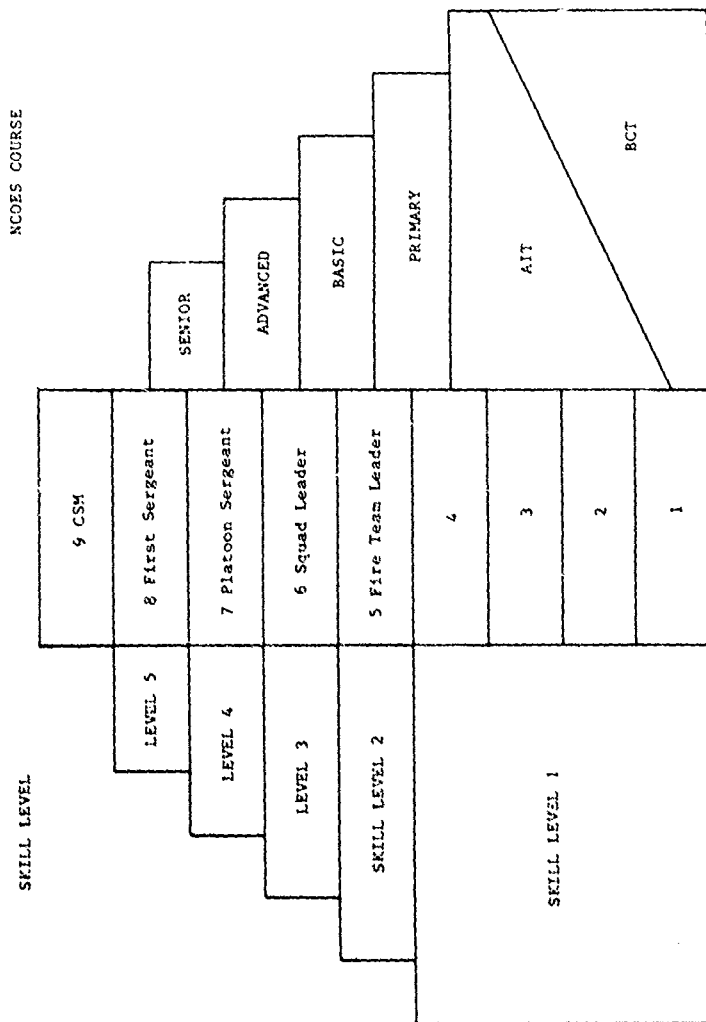 SKILL LEVEL
NCOES COURSE
9 CSM
LEVEL 5
8 First Sergeant
SENIOR
LEVEL 4
7 Platoon Sergeant
ADVANCED
LEVEL 3
6 Squad Leader
BASIC
SKILL LEVEL 2
5 Fire Team Leader
PRIMARY
SKILL LEVEL 1
4
3
2
1
AIT
BCT